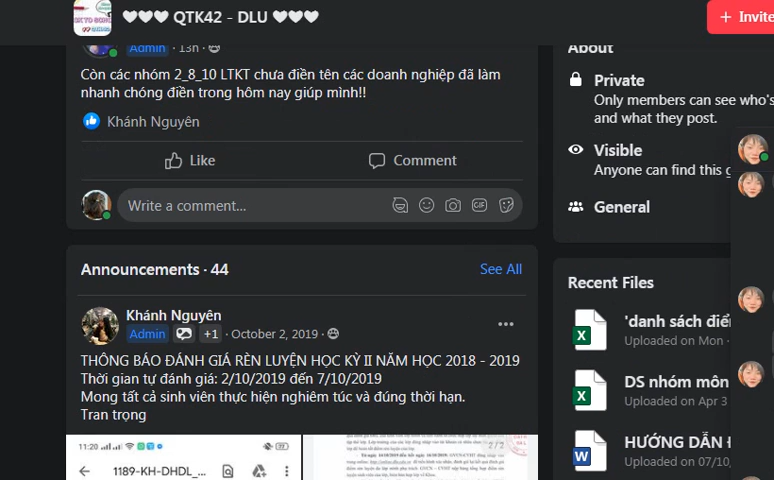 🤍🤍🤍 QTK42 - DLU 🤍🤍🤍
+ Invite
Admin · 13h ·
Còn các nhóm 2_8_10 LTKT chưa điền tên các doanh nghiệp đã làm
nhanh chóng điền trong hôm nay giúp mình!!
Khánh Nguyên
Like
Comment
Write a comment...
GIF
Announcements · 44
See All
Khánh Nguyên
Admin
+1 · October 2, 2019 ·
THÔNG BÁO ĐÁNH GIÁ RÈN LUYỆN HỌC KỲ II NĂM HỌC 2018 - 2019
Thời gian tự đánh giá: 2/10/2019 đến 7/10/2019
Mong tất cả sinh viên thực hiện nghiêm túc và đúng thời hạn.
Tran trọng
11:20
1189-KH-DHDL_...
2/2
About
Private
Only members can see who's
and what they post.
Visible
Anyone can find this
General
Recent Files
'danh sách điể
Uploaded on Mon ·
DS nhóm môn
Uploaded on Apr 3
HƯỚNG DẪN
Uploaded on 07/10,